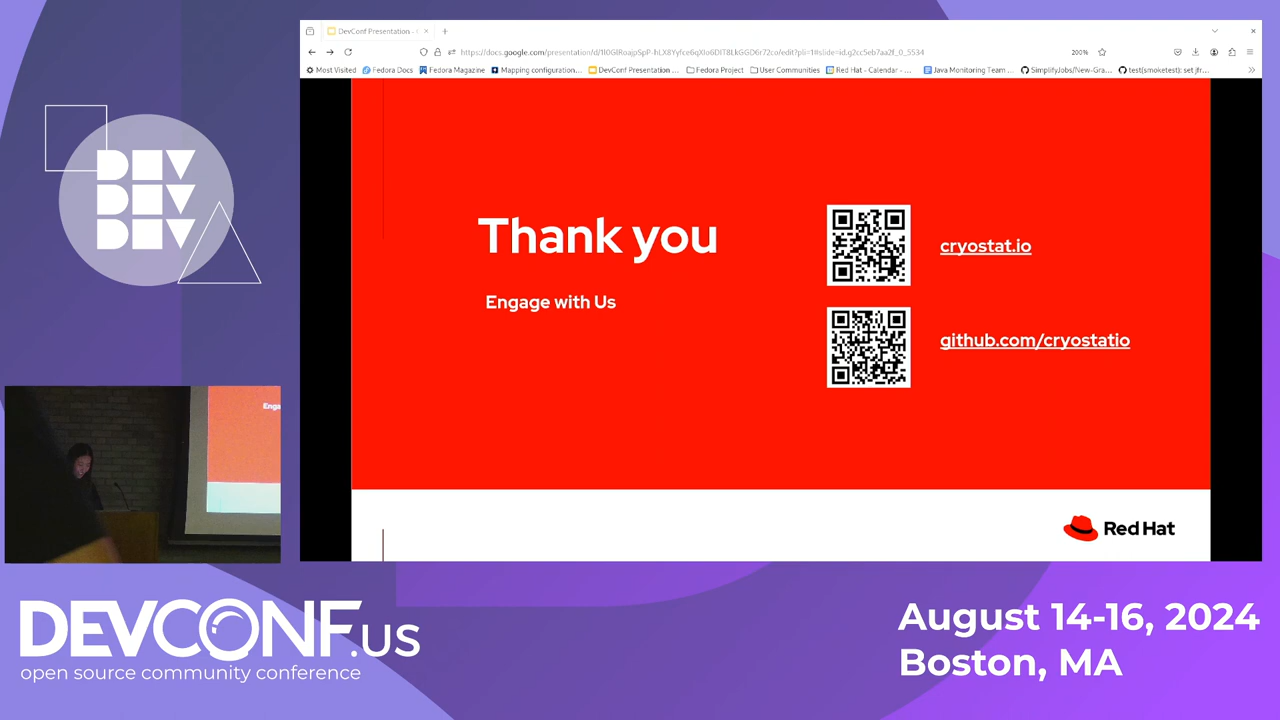 DevConf Presentation -
https://docs.google.com/presentation/d/1l0GlRoajpSpP-hLX8Yyfce6qXIo6DIT8LkGGD6r72co/edit?pli=1#slide=id.g2cc5eb7aa2f_0_5534
200%
Most Visited
Fedora Docs
Fedora Magazine
Mapping configuration...
DevConf Presentation ...
Fedora Project
User Communities
Red Hat - Calendar - ...
Java Monitoring Team ...
SimplifyJobs/New-Gra...
test(smoketest): set jfr...
DEV
DEV
DEV
Thank you
Engage with Us
cryostat.io
github.com/cryostatio
Red Hat
Enga
DEVCONF.US
open source community conference
August 14-16, 2024
Boston, MA